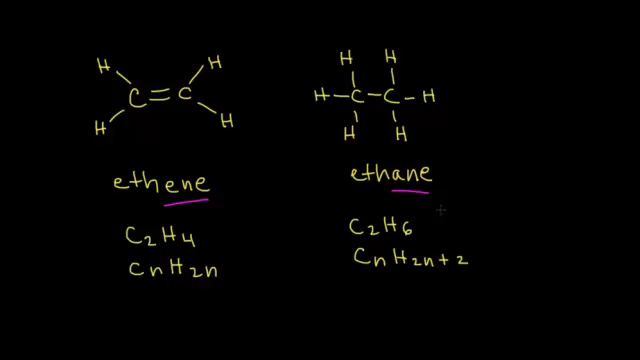 H H H H
C = C H - C - C - H
H H H H
ethene ethane
C2H4 C2H6
CnH2n CnH2n+2